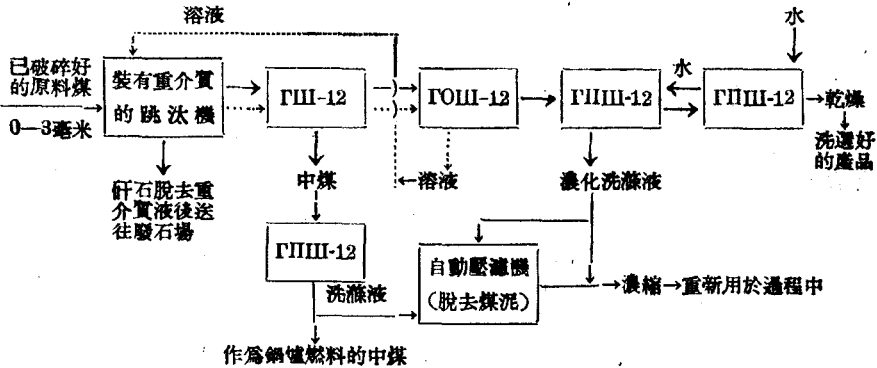 溶液
水
已破碎好
的原料煤
0—3毫米
裝有重介質
的跳汰機
ГШ-12
ГОШ-12
ГПШ-12
水
ГПШ-12
乾燥
洗選好
的產品
矸石脫去重
介質液後送
往廢石場
中煤
溶液
濃化洗滌液
ГПШ-12
洗滌液
自動壓濾機
(脫去煤泥)
濃縮
重新用於過程中
作爲鍋爐燃料的中煤